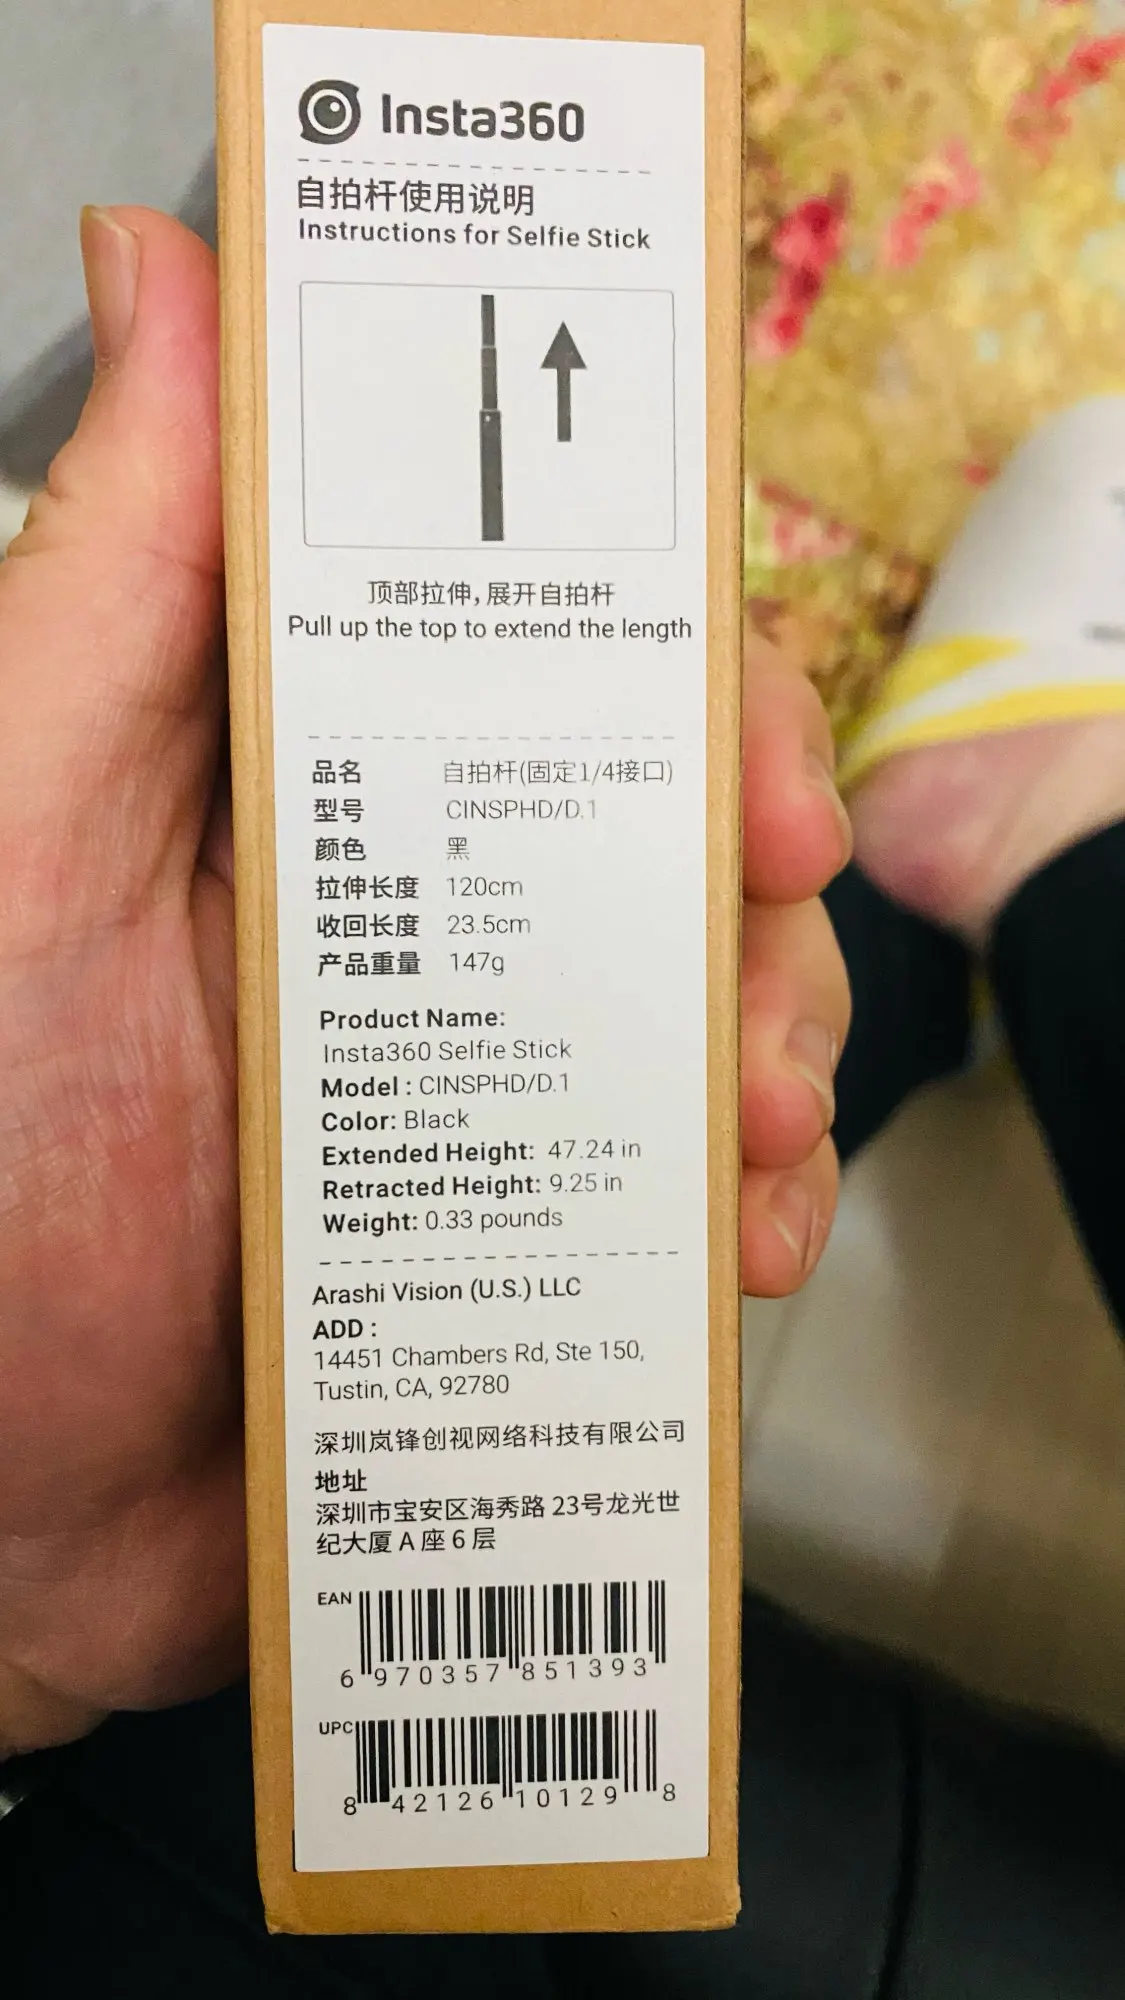 Insta360
自拍杆使用说明
Instructions for Selfie Stick
顶部拉伸，展开自拍杆
Pull up the top to extend the length
品名 自拍杆(固定1/4接口)
型号 CINSPHD/D.1
颜色 黑
拉伸长度 120cm
收回长度 23.5cm
产品重量 147g
Product Name:
Insta360 Selfie Stick
Model : CINSPHD/D.1
Color: Black
Extended Height: 47.24 in
Retracted Height: 9.25 in
Weight: 0.33 pounds
Arashi Vision (U.S.) LLC
ADD :
14451 Chambers Rd, Ste 150,
Tustin, CA, 92780
深圳岚锋创视网络科技有限公司
地址
深圳市宝安区海秀路 23号龙光世
纪大厦 A 座 6 层
EAN
6 970357 851393
UPC
8 42126 10129 8